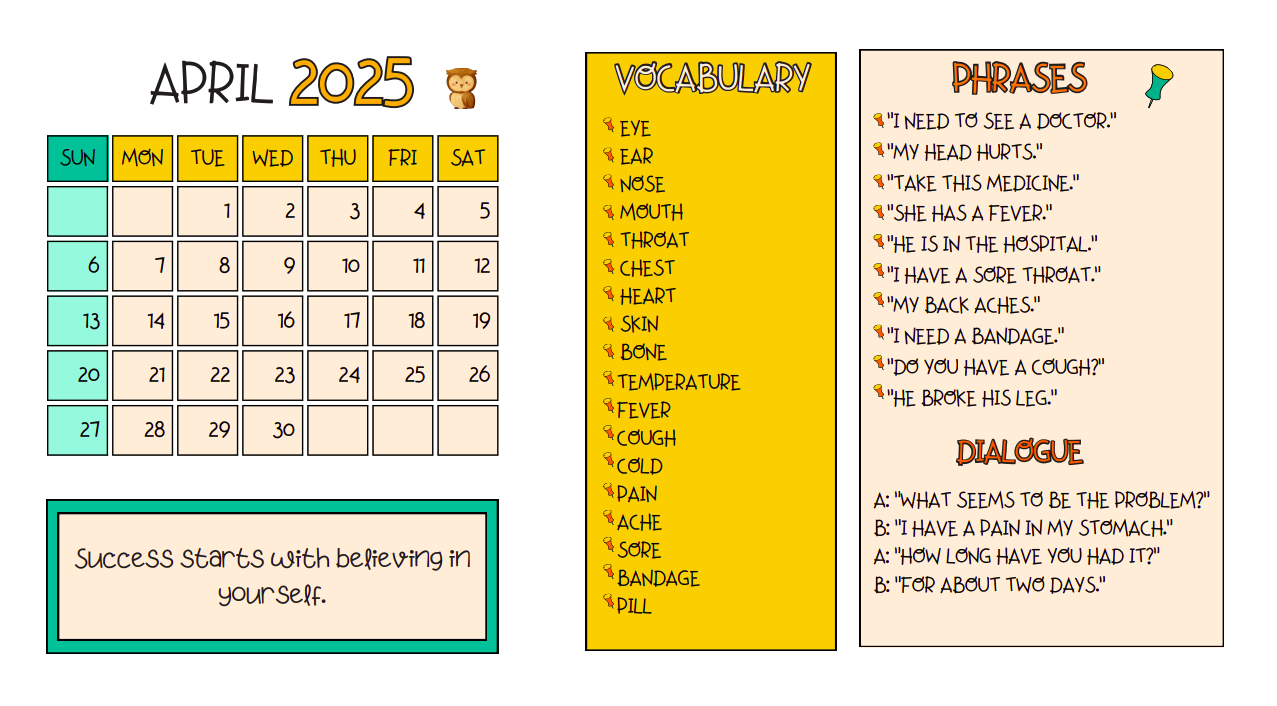 APRIL 2025
SUN MON TUE WED THU FRI SAT
1 2 3 4 5
6 7 8 9 10 11 12
13 14 15 16 17 18 19
20 21 22 23 24 25 26
27 28 29 30
Success starts with believing in
yourself.
VOCABULARY
EYE
EAR
NOSE
MOUTH
THROAT
CHEST
HEART
SKIN
BONE
TEMPERATURE
FEVER
COUGH
COLD
PAIN
ACHE
SORE
BANDAGE
PILL
PHRASES
"I NEED TO SEE A DOCTOR."
"MY HEAD HURTS."
"TAKE THIS MEDICINE."
"SHE HAS A FEVER."
"HE IS IN THE HOSPITAL."
"I HAVE A SORE THROAT."
"MY BACK ACHES."
"I NEED A BANDAGE."
"DO YOU HAVE A COUGH?"
"HE BROKE HIS LEG."
DIALOGUE
A: "WHAT SEEMS TO BE THE PROBLEM?"
B: "I HAVE A PAIN IN MY STOMACH."
A: "HOW LONG HAVE YOU HAD IT?"
B: "FOR ABOUT TWO DAYS."